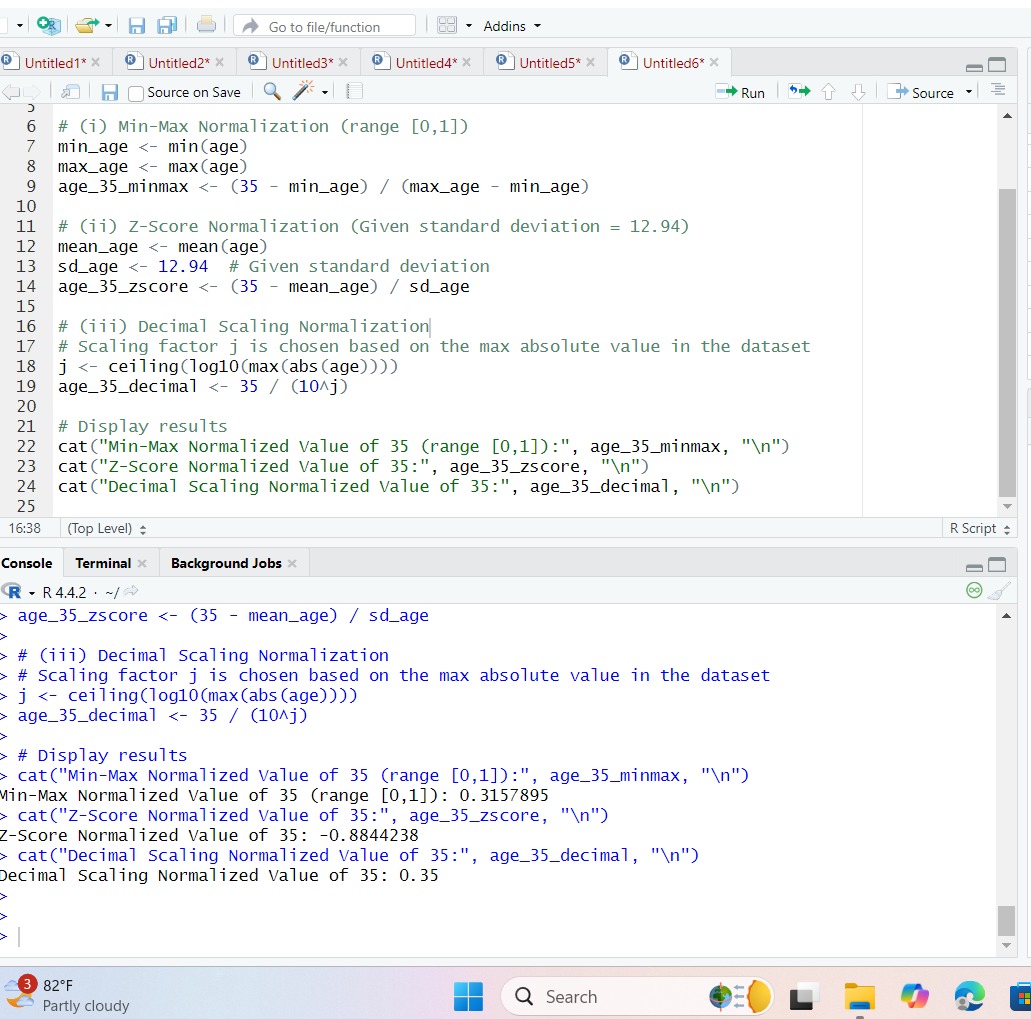 Go to file/function
Addins
Untitled1* Untitled2* Untitled3* Untitled4* Untitled5* Untitled6*
Source on Save
Run
Source
5
6 # (i) Min-Max Normalization (range [0,1])
7 min_age <- min(age)
8 max_age <- max(age)
9 age_35_minmax <- (35 - min_age) / (max_age - min_age)
10
11 # (ii) Z-Score Normalization (Given standard deviation = 12.94)
12 mean_age <- mean(age)
13 sd_age <- 12.94  # Given standard deviation
14 age_35_zscore <- (35 - mean_age) / sd_age
15
16 # (iii) Decimal Scaling Normalization
17 # Scaling factor j is chosen based on the max absolute value in the dataset
18 j <- ceiling(log10(max(abs(age))))
19 age_35_decimal <- 35 / (10^j)
20
21 # Display results
22 cat("Min-Max Normalized Value of 35 (range [0,1]):", age_35_minmax, "\n")
23 cat("Z-Score Normalized Value of 35:", age_35_zscore, "\n")
24 cat("Decimal Scaling Normalized Value of 35:", age_35_decimal, "\n")
25
16:38 (Top Level) R Script
Console Terminal Background Jobs
R 4.4.2 · ~/
> age_35_zscore <- (35 - mean_age) / sd_age
>
> # (iii) Decimal Scaling Normalization
> # Scaling factor j is chosen based on the max absolute value in the dataset
> j <- ceiling(log10(max(abs(age))))
> age_35_decimal <- 35 / (10^j)
>
> # Display results
> cat("Min-Max Normalized Value of 35 (range [0,1]):", age_35_minmax, "\n")
Min-Max Normalized Value of 35 (range [0,1]): 0.3157895
> cat("Z-Score Normalized Value of 35:", age_35_zscore, "\n")
Z-Score Normalized Value of 35: -0.8844238
> cat("Decimal Scaling Normalized Value of 35:", age_35_decimal, "\n")
Decimal Scaling Normalized Value of 35: 0.35
>
>
>
3
82°F
Partly cloudy
Search